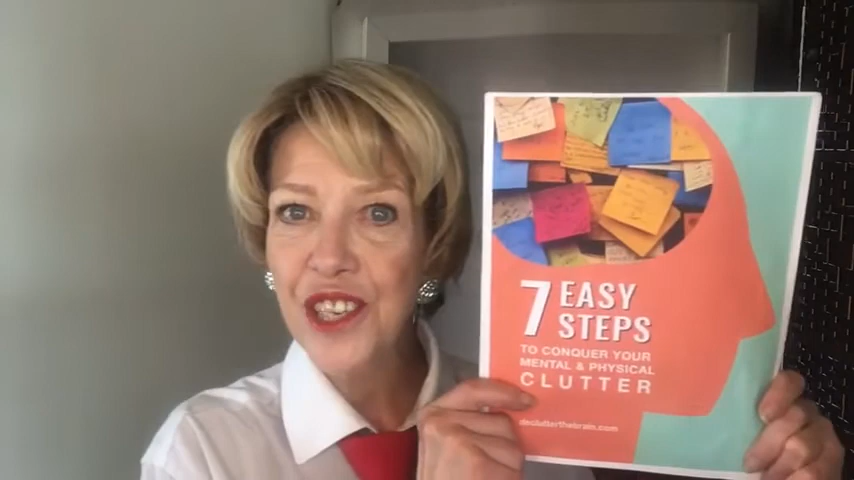 7 EASY
STEPS
TO CONQUER YOUR
MENTAL & PHYSICAL
CLUTTER
declutterthebrain.com